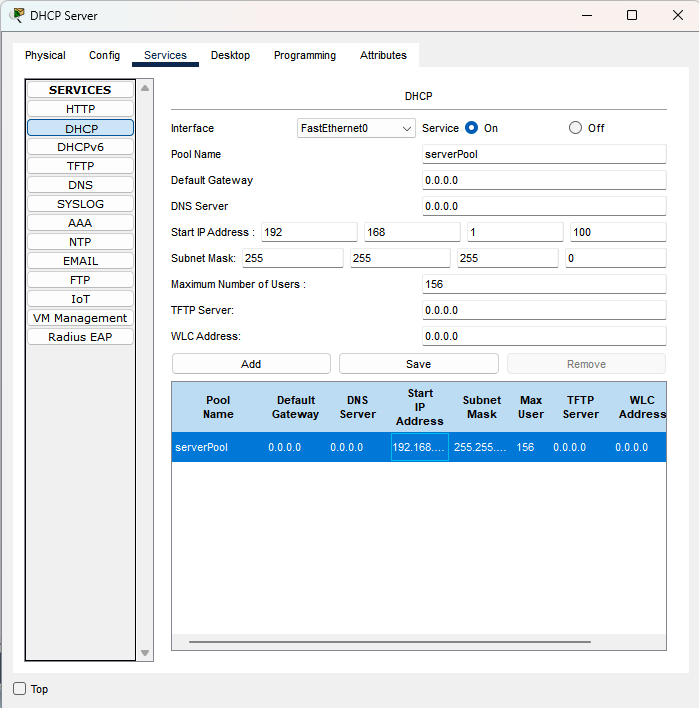 DHCP Server
Physical Config Services Desktop Programming Attributes
SERVICES
HTTP
DHCP
DHCPv6
TFTP
DNS
SYSLOG
AAA
NTP
EMAIL
FTP
IoT
VM Management
Radius EAP
DHCP
Interface FastEthernet0 Service On Off
Pool Name serverPool
Default Gateway 0.0.0.0
DNS Server 0.0.0.0
Start IP Address : 192 168 1 100
Subnet Mask: 255 255 255 0
Maximum Number of Users : 156
TFTP Server: 0.0.0.0
WLC Address: 0.0.0.0
Add Save Remove
Pool Name Default Gateway DNS Server Start IP Address Subnet Mask Max User TFTP Server WLC Address
serverPool 0.0.0.0 0.0.0.0 192.168.... 255.255.... 156 0.0.0.0 0.0.0.0
Top